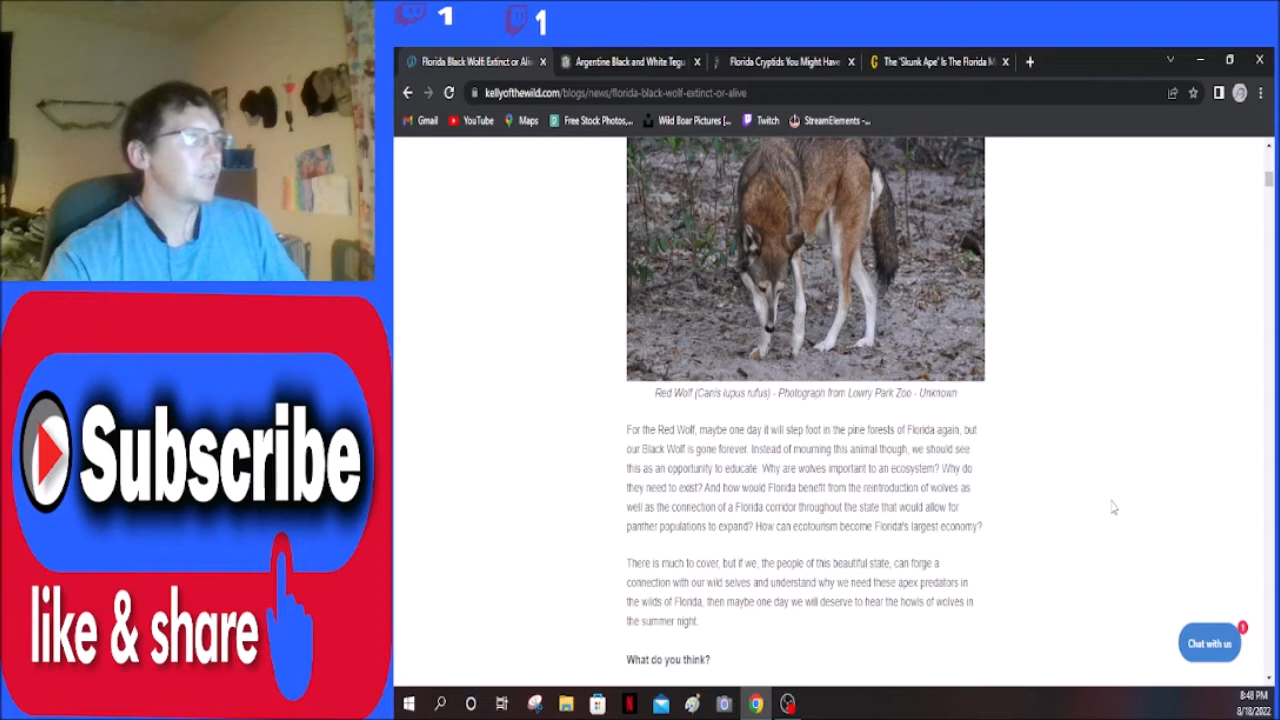 1 1
Florida Black Wolf: Extinct or Ali
Argentine Black and White Tegu
Florida Cryptids You Might Have
The 'Skunk Ape' Is The Florida M
kellyofthewild.com/blogs/news/florida-black-wolf-extinct-or-alive
Gmail YouTube Maps Free Stock Photos,... Wild Boar Pictures [... Twitch StreamElements -...
Red Wolf (Canis lupus rufus) - Photograph from Lowry Park Zoo - Unknown
For the Red Wolf, maybe one day it will step foot in the pine forests of Florida again, but
our Black Wolf is gone forever. Instead of mourning this animal though, we should see
this as an opportunity to educate. Why are wolves important to an ecosystem? Why do
they need to exist? And how would Florida benefit from the reintroduction of wolves as
well as the connection of a Florida corridor throughout the state that would allow for
panther populations to expand? How can ecotourism become Florida's largest economy?
There is much to cover, but if we, the people of this beautiful state, can forge a
connection with our wild selves and understand why we need these apex predators in
the wilds of Florida, then maybe one day we will deserve to hear the howls of wolves in
the summer night.
What do you think?
Subscribe
like & share
Chat with us
1
8:48 PM
8/18/2022